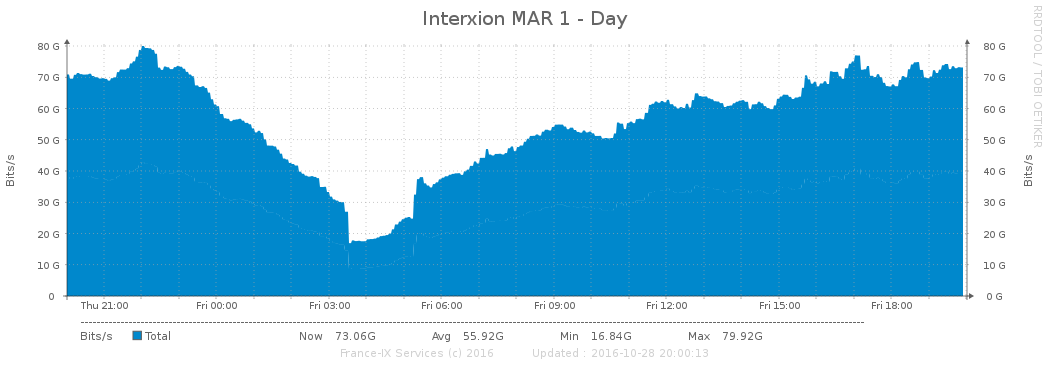 Interxion MAR 1 - Day
RRDTOOL / TOBI OETIKER
Bits/s
Bits/s
80 G 80 G
70 G 70 G
60 G 60 G
50 G 50 G
40 G 40 G
30 G 30 G
20 G 20 G
10 G 10 G
0 0 G
Thu 21:00 Fri 00:00 Fri 03:00 Fri 06:00 Fri 09:00 Fri 12:00 Fri 15:00 Fri 18:00
Bits/s Total Now 73.06G Avg 55.92G Min 16.84G Max 79.92G
France-IX Services (c) 2016 Updated : 2016-10-28 20:00:13